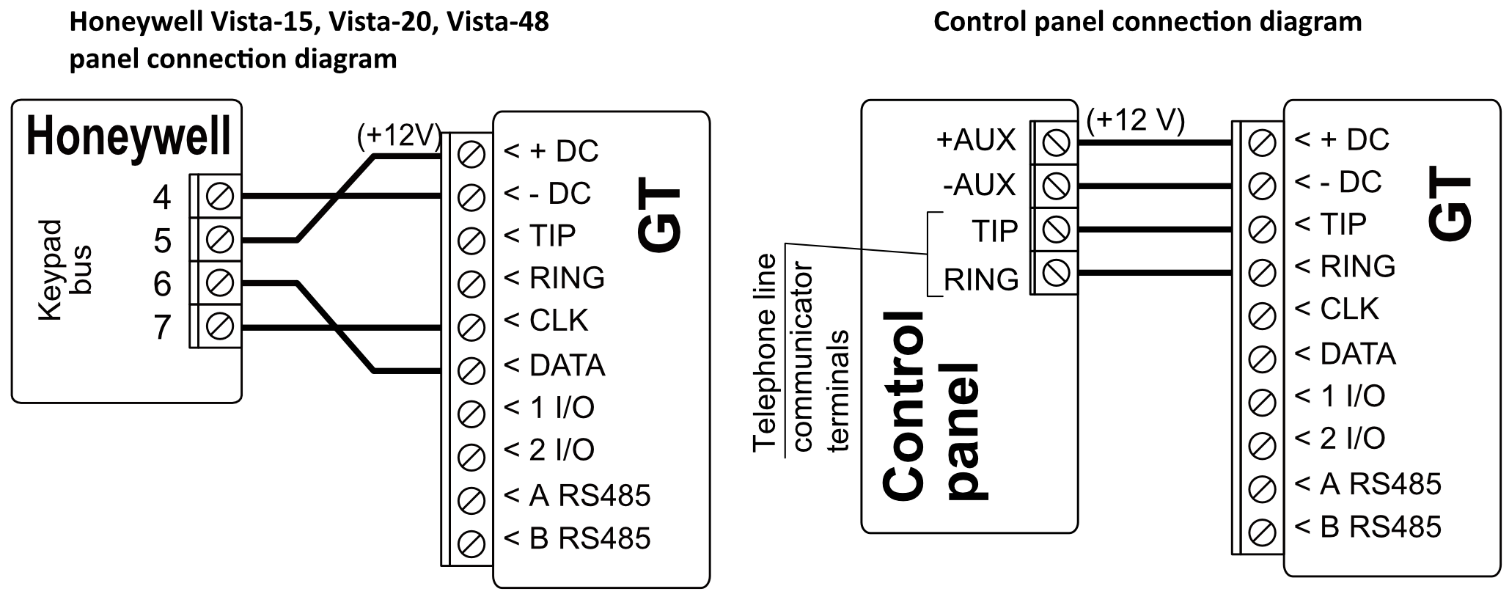 Honeywell Vista-15, Vista-20, Vista-48
panel connection diagram
Honeywell
Keypad
bus
4
5
6
7
(+12V)
< + DC
< - DC
< TIP
< RING
< CLK
< DATA
< 1 I/O
< 2 I/O
< A RS485
< B RS485
GT
Control panel connection diagram
+AUX
-AUX
TIP
RING
Telephone line
communicator
terminals
Control
panel
(+12 V)
< + DC
< - DC
< TIP
< RING
< CLK
< DATA
< 1 I/O
< 2 I/O
< A RS485
< B RS485
GT